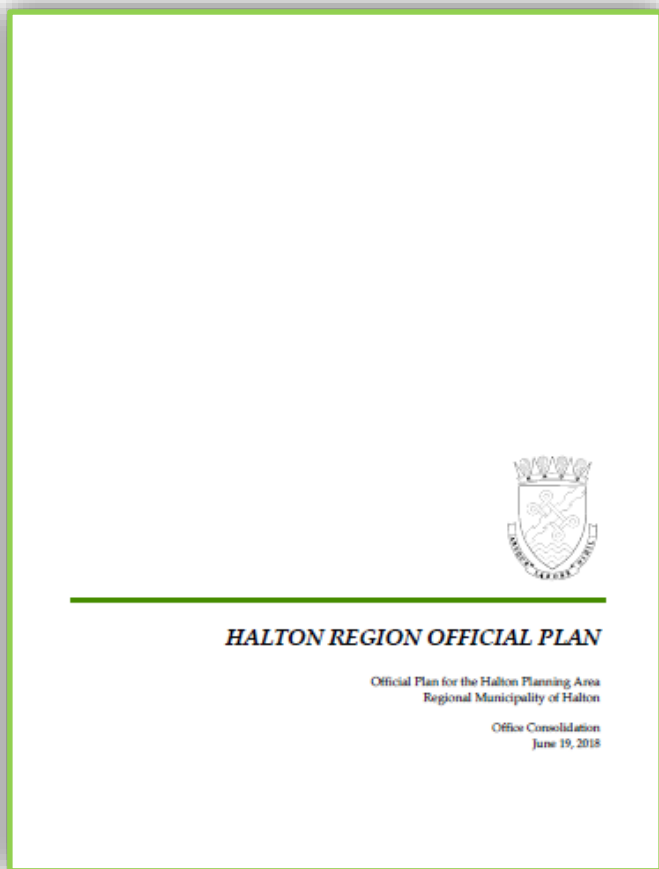 HALTON REGION OFFICIAL PLAN
Official Plan for the Halton Planning Area
Regional Municipality of Halton
Office Consolidation
June 19, 2018